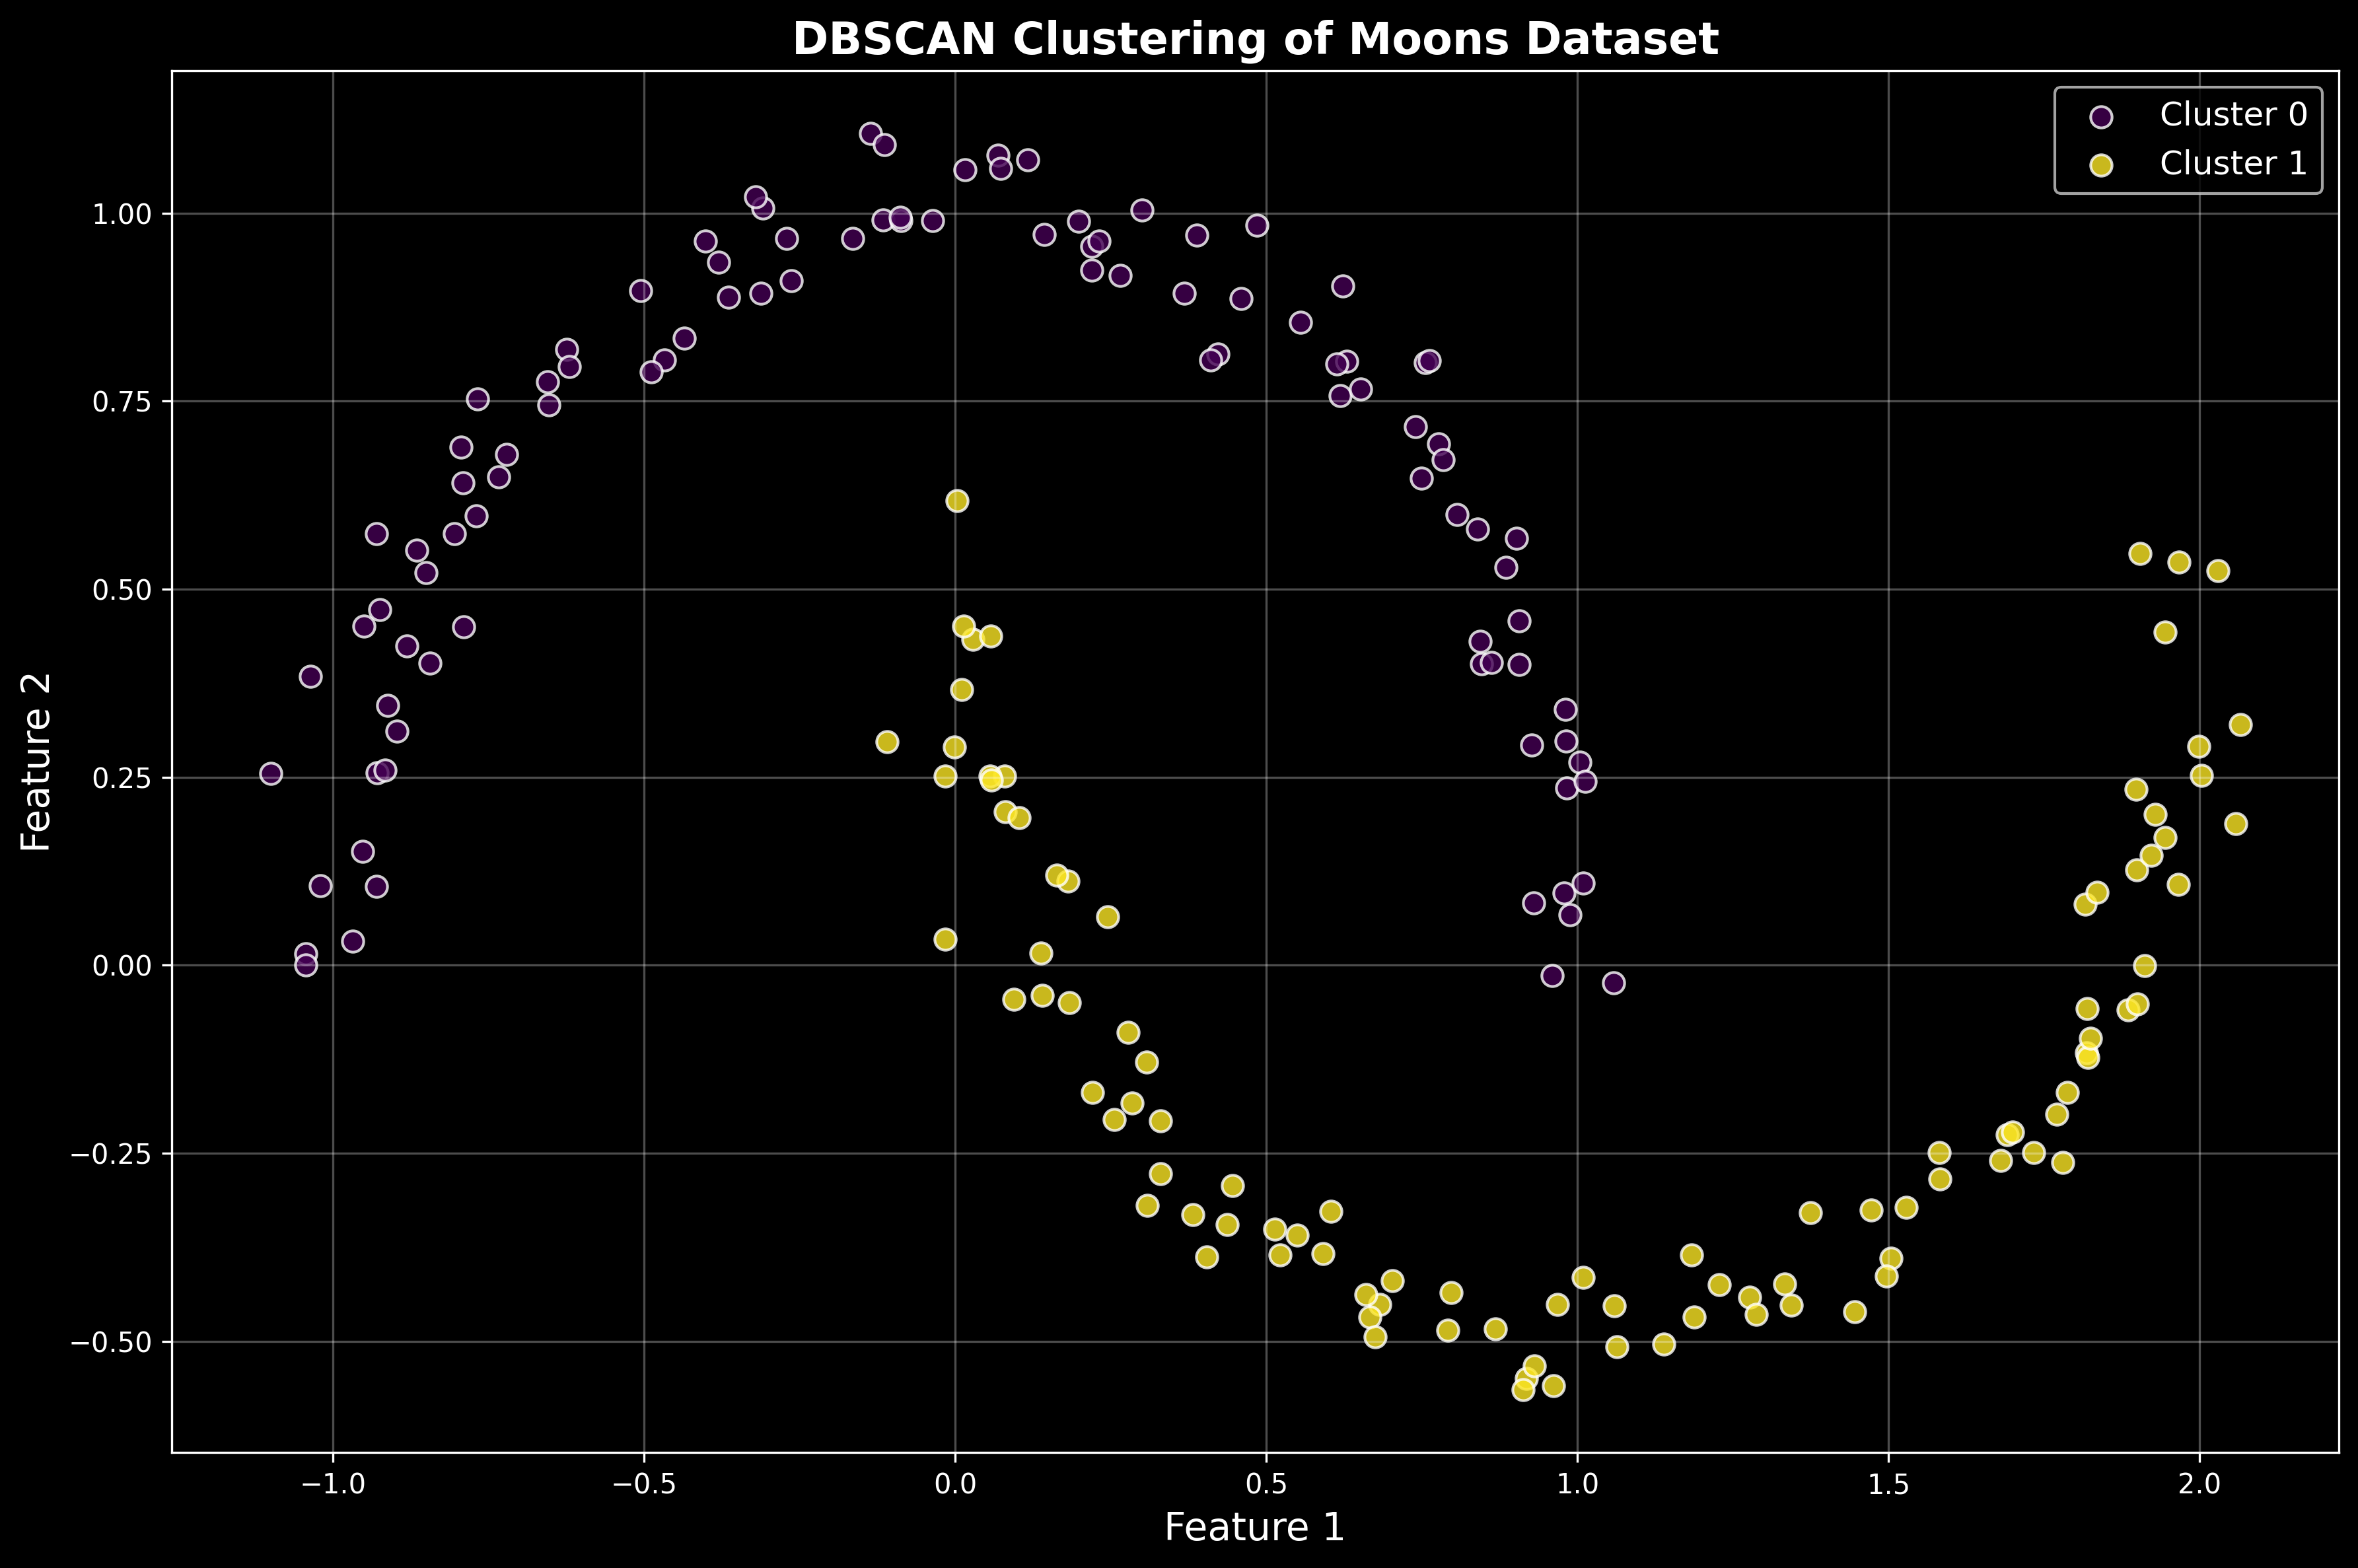 DBSCAN Clustering of Moons Dataset
Cluster 0
Cluster 1
1.00
0.75
0.50
0.25
0.00
−0.25
−0.50
Feature 2
−1.0 −0.5 0.0 0.5 1.0 1.5 2.0
Feature 1